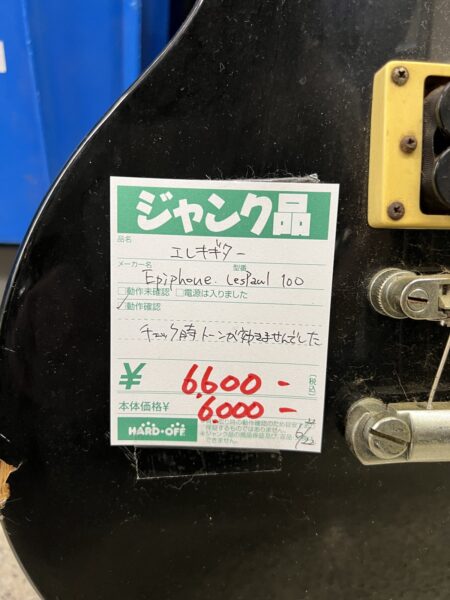 ジャンク品
品名
エレキギター
メーカー名 型番
Epiphone. LesPaul 100
□動作未確認 □電源は入りました
□動作確認
チェック時トーンが効きませんでした
¥ 6,600- (税込)
本体価格¥ 6,000-
HARD・OFF